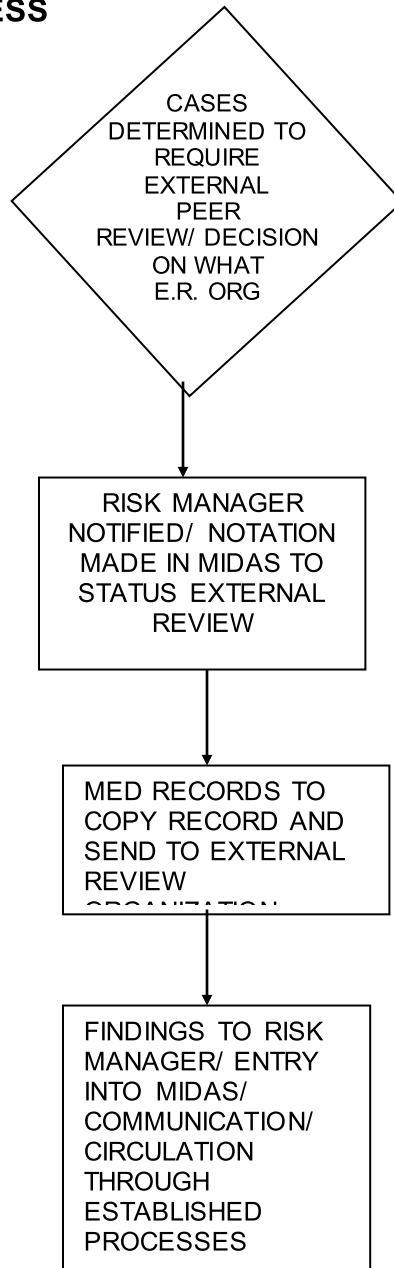 CASES
DETERMINED TO
REQUIRE
EXTERNAL
PEER
REVIEW/ DECISION
ON WHAT
E.R. ORG
RISK MANAGER
NOTIFIED/ NOTATION
MADE IN MIDAS TO
STATUS EXTERNAL
REVIEW
MED RECORDS TO
COPY RECORD AND
SEND TO EXTERNAL
REVIEW
ORGANIZATION
FINDINGS TO RISK
MANAGER/ ENTRY
INTO MIDAS/
COMMUNICATION/
CIRCULATION
THROUGH
ESTABLISHED
PROCESSES